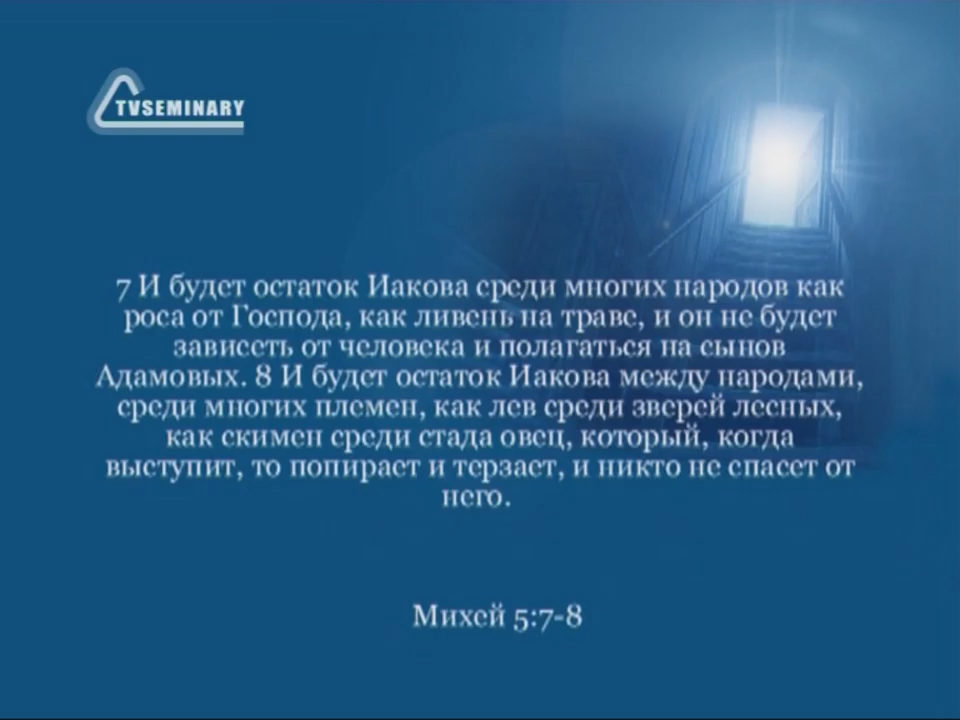 TVSEMINARY
7 И будет остаток Иакова среди многих народов как
роса от Господа, как ливень на траве, и он не будет
зависеть от человека и полагаться на сынов
Адамовых. 8 И будет остаток Иакова между народами,
среди многих племен, как лев среди зверей лесных,
как скимен среди стада овец, который, когда
выступит, то попирает и терзает, и никто не спасет от
него.
Михей 5:7-8